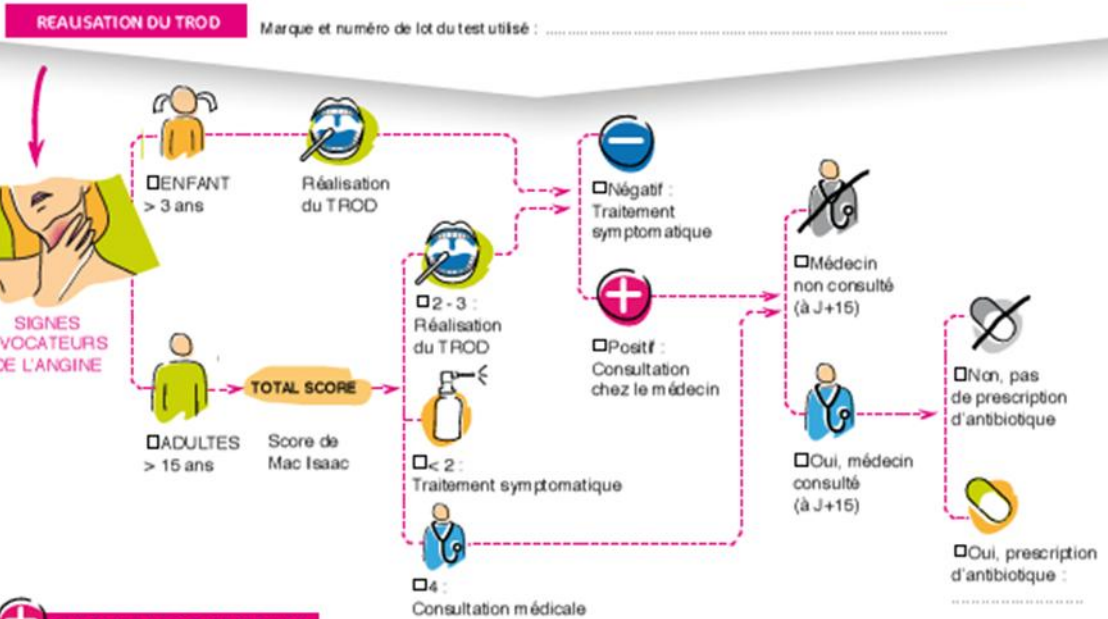 REALISATION DU TROD
Marque et numéro de lot du test utilisé : ........................................................................
☐ENFANT
> 3 ans
Réalisation
du TROD
☐Négatif :
Traitement
symptomatique
☐Médecin
non consulté
(à J+15)
☐2 - 3 :
Réalisation
du TROD
SIGNES
VOCATEURS
DE L'ANGINE
☐Positif :
Consultation
chez le médecin
TOTAL SCORE
☐Non, pas
de prescription
d'antibiotique
☐ADULTES
> 15 ans
Score de
Mac Isaac
☐< 2 :
Traitement symptomatique
☐Oui, médecin
consulté
(à J+15)
☐4 :
Consultation médicale
☐Oui, prescription
d'antibiotique :
........................